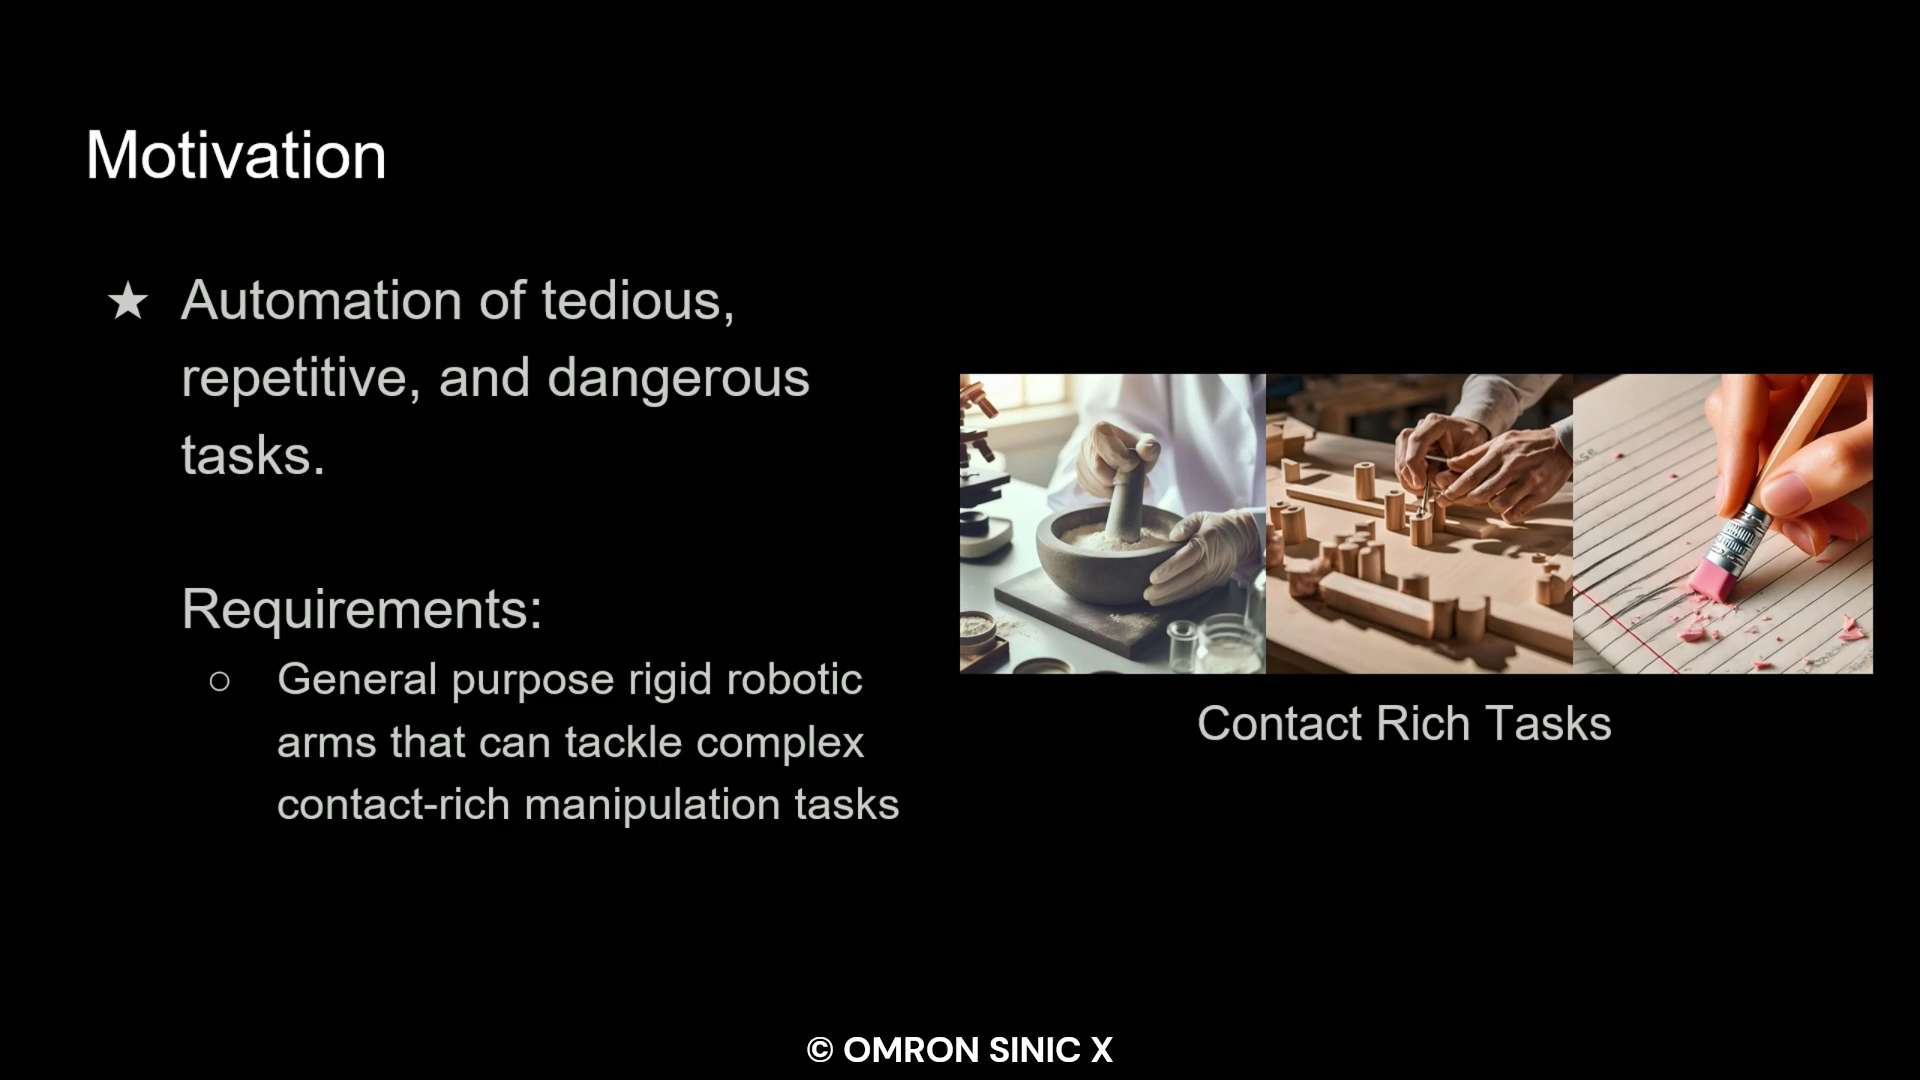 Motivation
★ Automation of tedious,
repetitive, and dangerous
tasks.
Requirements:
○ General purpose rigid robotic
arms that can tackle complex
contact-rich manipulation tasks
Contact Rich Tasks
© OMRON SINIC X